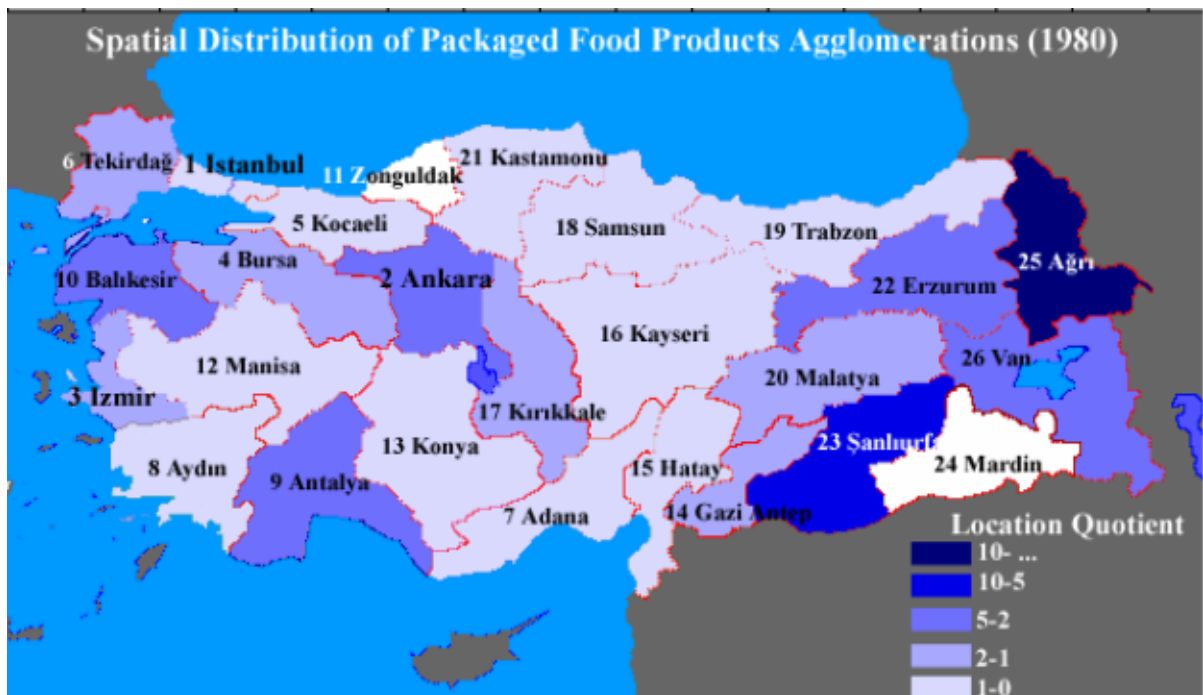 Spatial Distribution of Packaged Food Products Agglomerations (1980)
6 Tekirdağ
1 Istanbul
21 Kastamonu
11 Zonguldak
5 Kocaeli
18 Samsun
19 Trabzon
25 Ağrı
10 Balıkesir
4 Bursa
2 Ankara
22 Erzurum
16 Kayseri
12 Manisa
26 Van
3 Izmir
20 Malatya
17 Kırıkkale
13 Konya
23 Şanlıurf
8 Aydın
9 Antalya
15 Hatay
24 Mardin
7 Adana
14 Gazi Antep
Location Quotient
10- ...
10-5
5-2
2-1
1-0